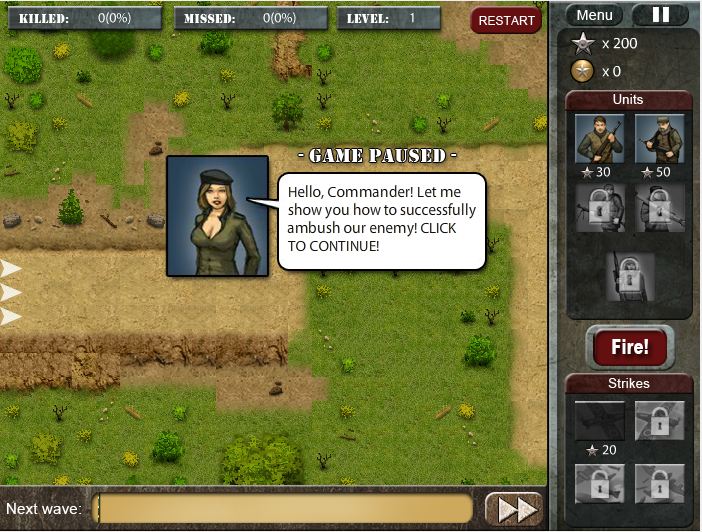 KILLED: 0(0%) MISSED: 0(0%) LEVEL: 1 RESTART Menu
x 200
x 0
Units
30 50
- GAME PAUSED -
Hello, Commander! Let me
show you how to successfully
ambush our enemy! CLICK
TO CONTINUE!
Fire!
Strikes
20
Next wave: